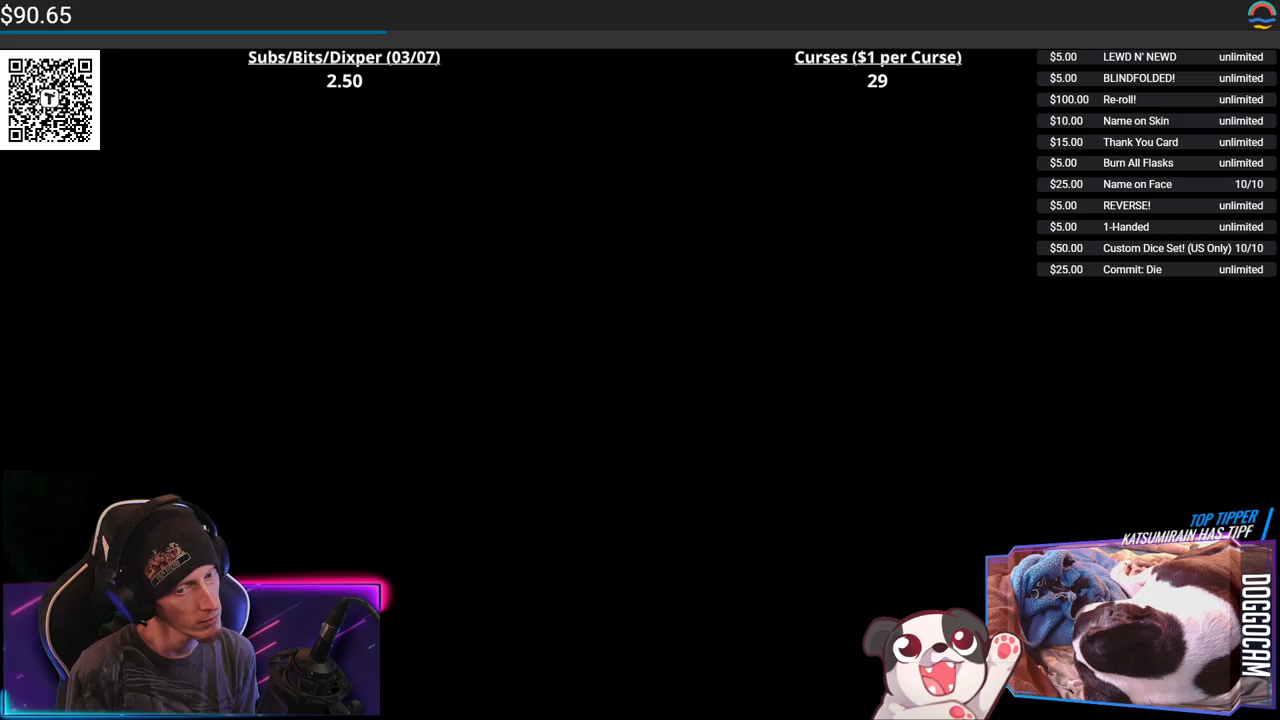 $90.65
Subs/Bits/Dixper (03/07)
2.50
Curses ($1 per Curse)
29
$5.00 LEWD N' NEWD unlimited
$5.00 BLINDFOLDED! unlimited
$100.00 Re-roll! unlimited
$10.00 Name on Skin unlimited
$15.00 Thank You Card unlimited
$5.00 Burn All Flasks unlimited
$25.00 Name on Face 10/10
$5.00 REVERSE! unlimited
$5.00 1-Handed unlimited
$50.00 Custom Dice Set! (US Only) 10/10
$25.00 Commit: Die unlimited
TOP TIPPER
KATSUMIRAIN HAS TIPF
DOGGOCAM